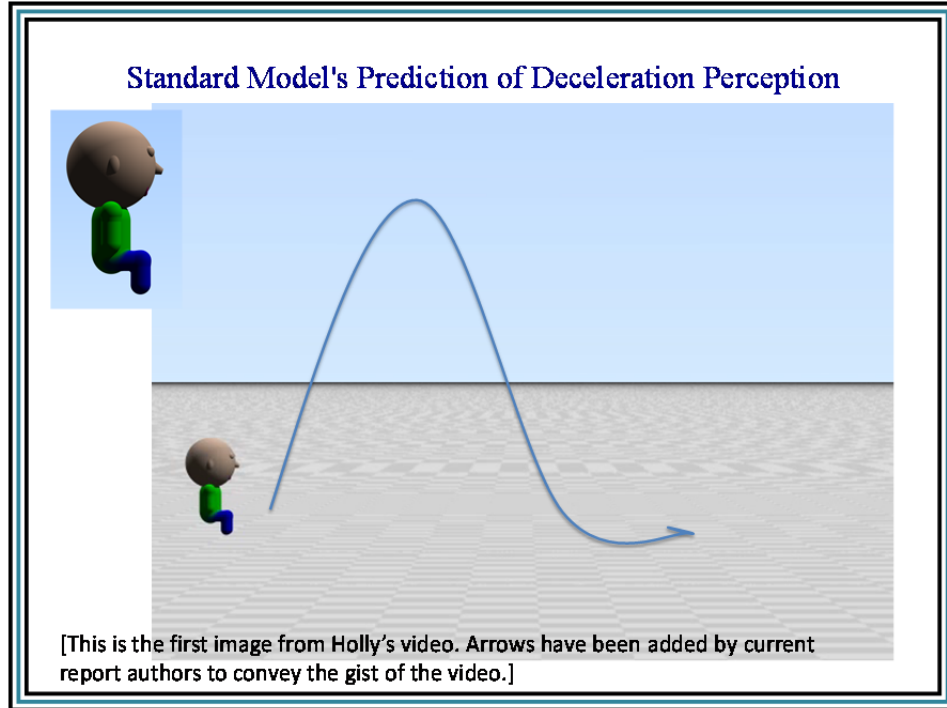 Standard Model's Prediction of Deceleration Perception
[This is the first image from Holly’s video. Arrows have been added by current
report authors to convey the gist of the video.]